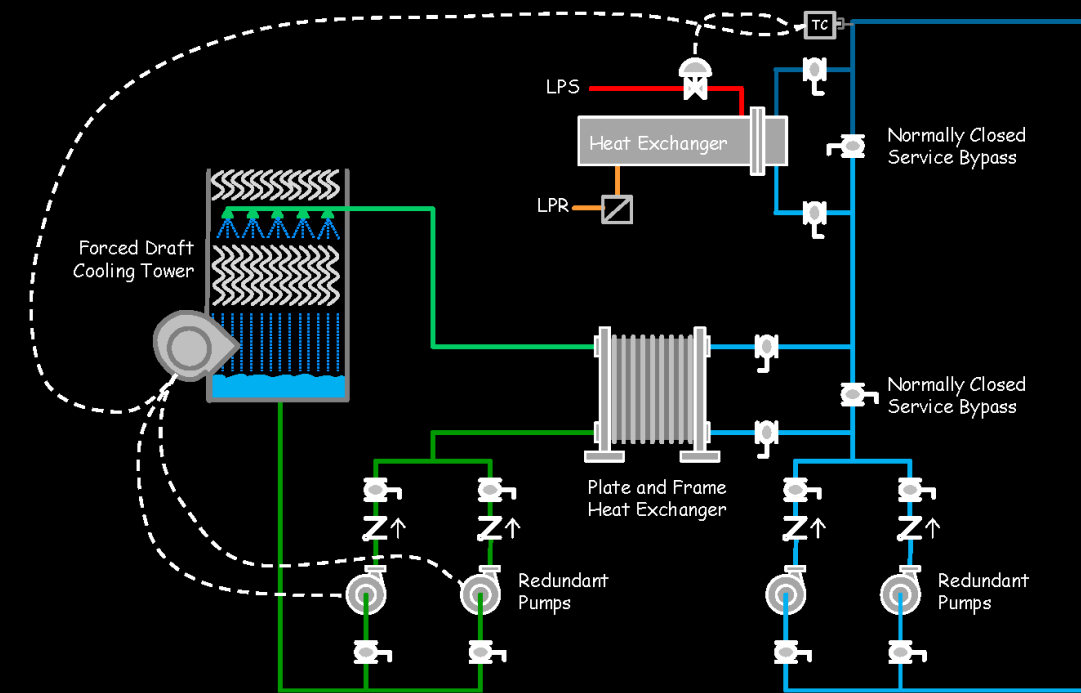 TC
LPS
Heat Exchanger
Normally Closed
Service Bypass
LPR
Forced Draft
Cooling Tower
Normally Closed
Service Bypass
Plate and Frame
Heat Exchanger
Redundant
Pumps
Redundant
Pumps